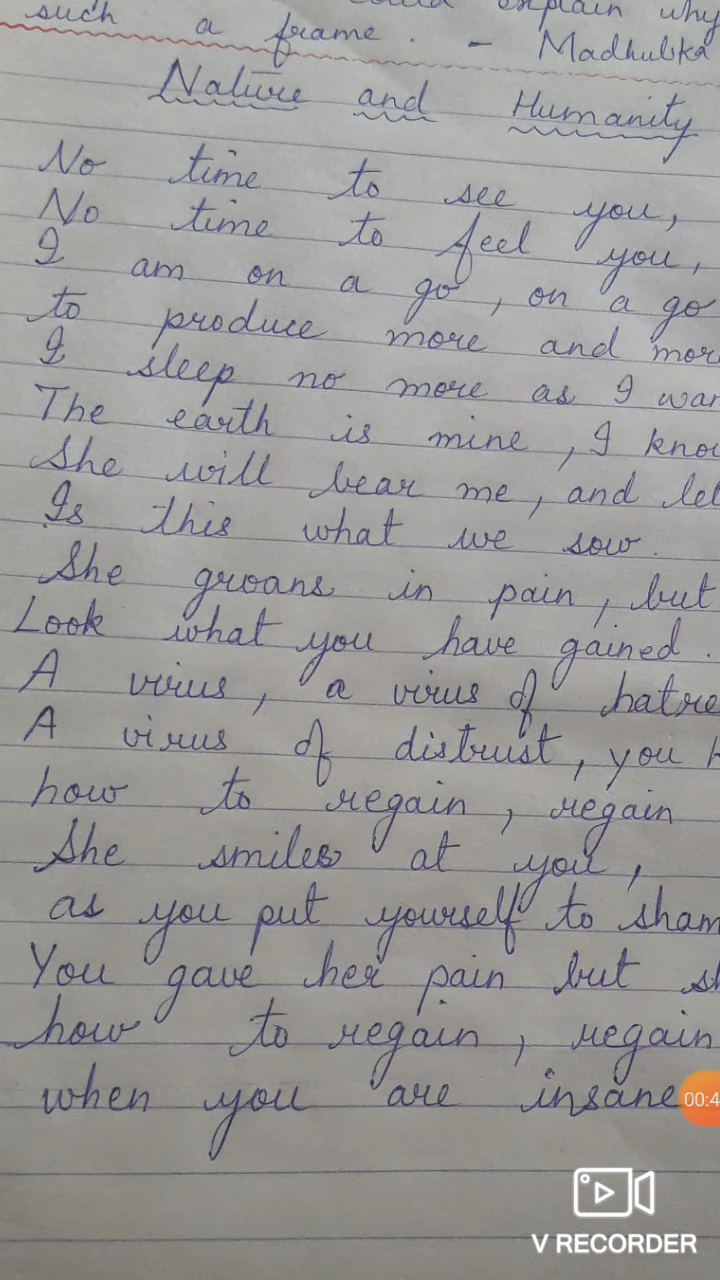 explain why
such a frame. - Madhulika
Nature and Humanity
No time to see you,
No time to feel you,
I am on a go, on a go
to produce more and
I sleep no more as I
The earth is mine, I
She will bear me, and
Is this what we sow.
She groans in pain, but
Look what you have gained.
A virus, a virus of
A virus of distrust, you
how to regain, regain
She smiles at you,
as you put yourself to
You gave her pain but
how to regain, regain
when you are insane
00:4
V RECORDER